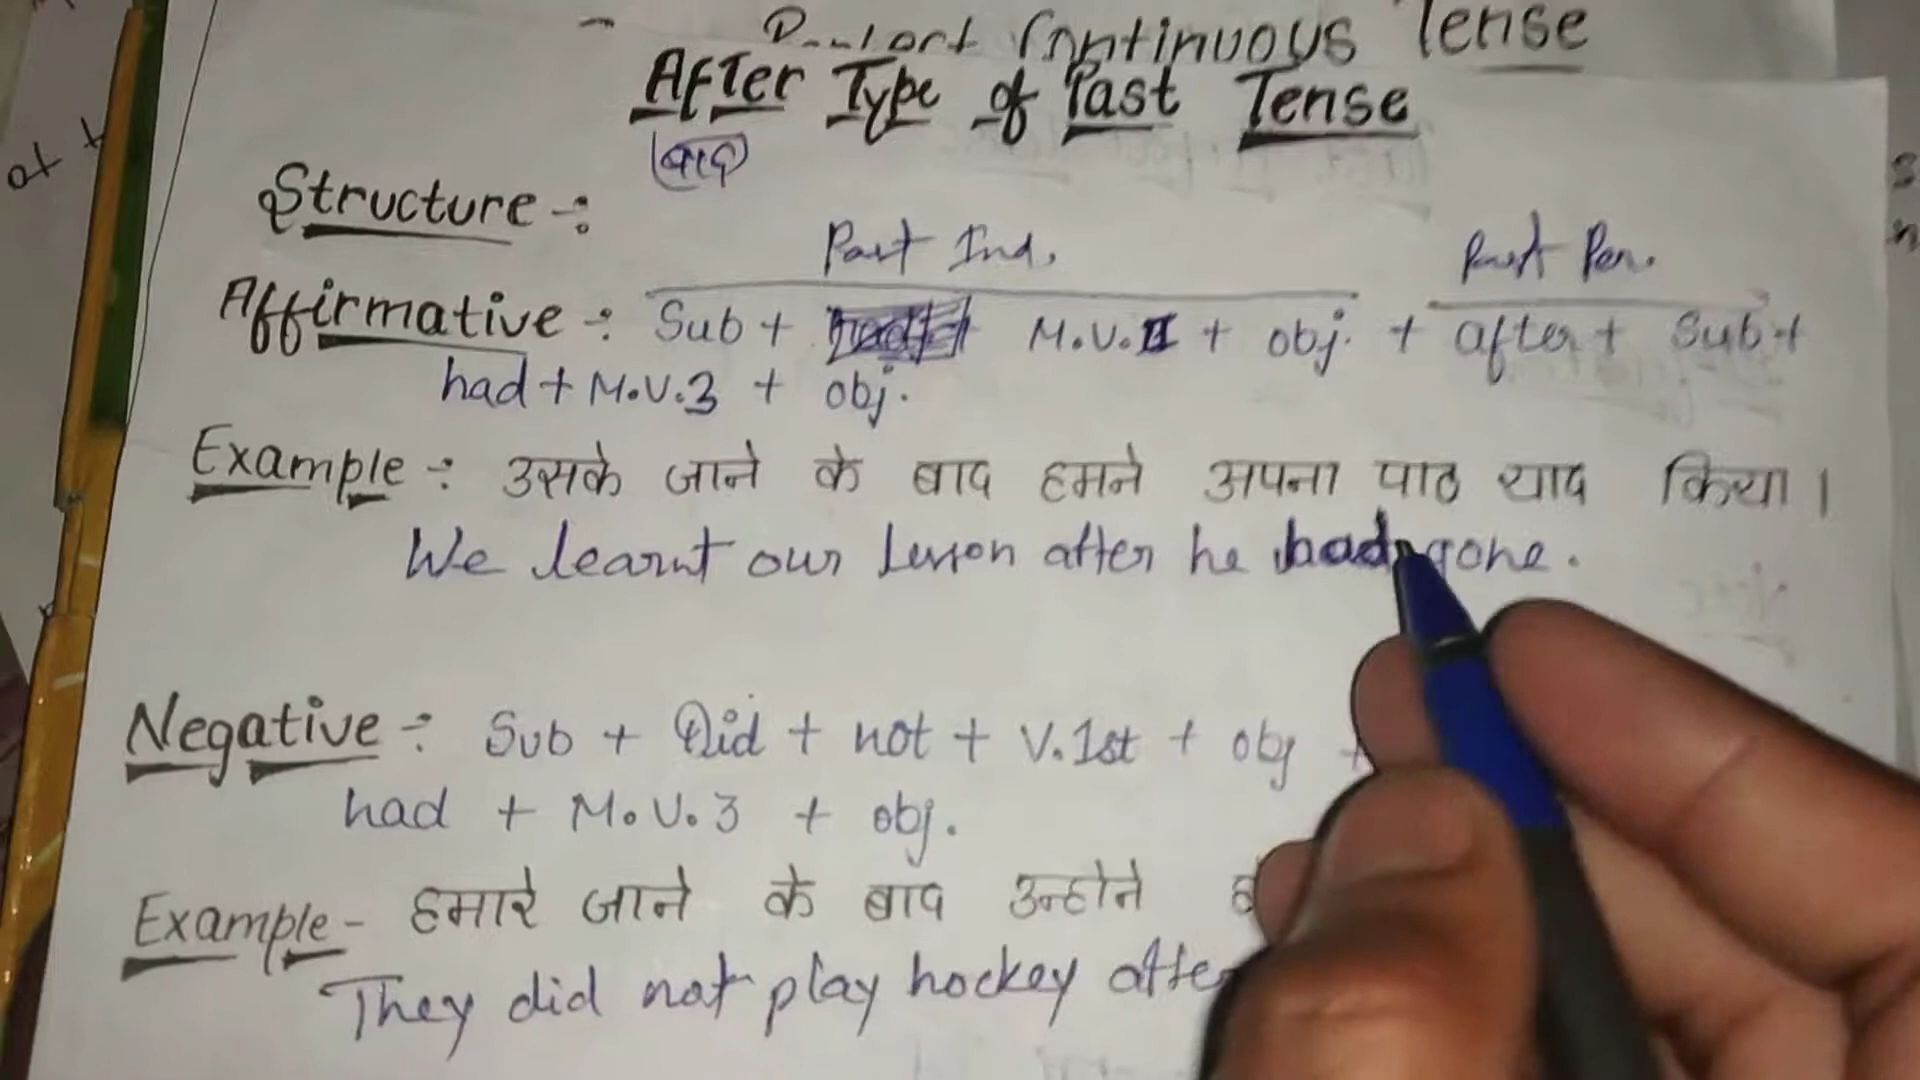 Continuous Tense
After Type of Past Tense
(बाद)
Structure -:
Past Ind. Past Per.
Affirmative -: Sub + M.V.II + obj. + after + Sub +
had + M.V.3 + obj.
Example -: उसके जाने के बाद हमने अपना पाठ याद किया।
We learnt our lesson after he had gone.
Negative -: Sub + Did + not + V.1st + obj +
had + M.V.3 + obj.
Example - हमारे जाने के बाद उन्होने
They did not play hockey afte
at